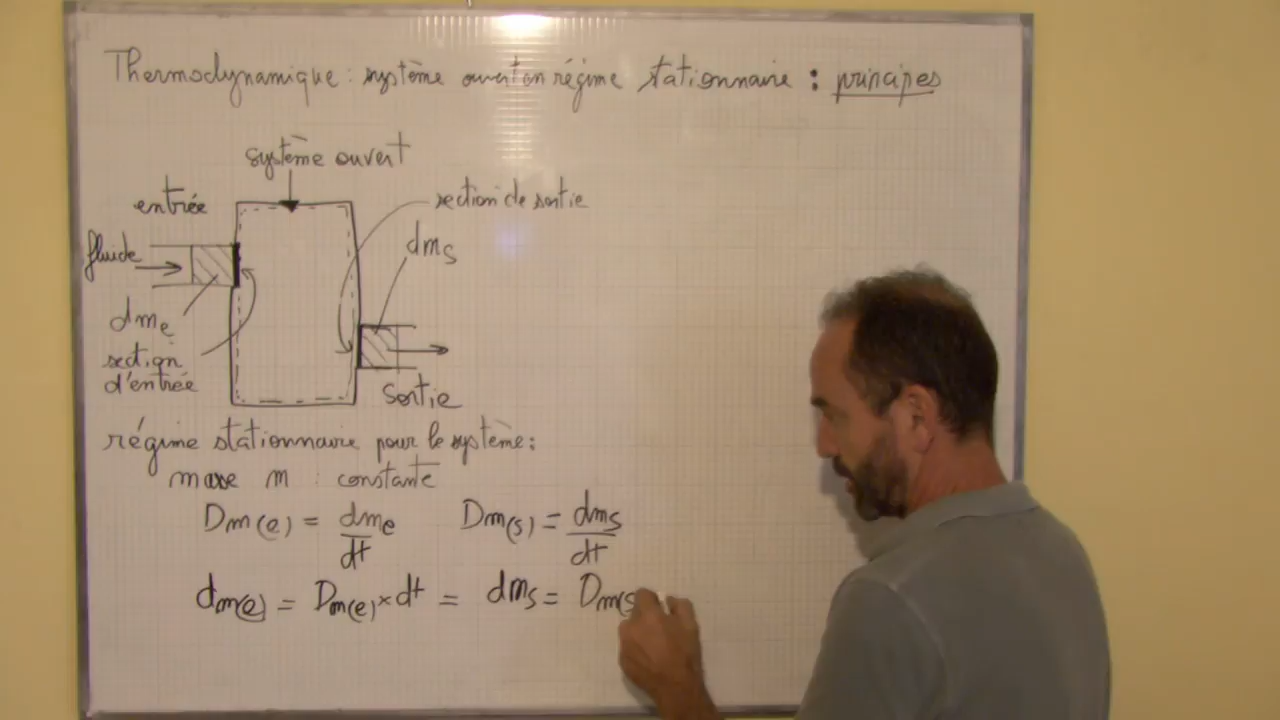 Thermodynamique : système ouvert en régime stationnaire : principes
système ouvert
entrée
section de sortie
fluide
dms
dme
section
d'entrée
sortie
régime stationnaire pour le système :
masse m : constante
Dm(e) = dme/dt   Dm(s) = dms/dt
dm(e) = Dm(e) × dt = dms = Dm(s